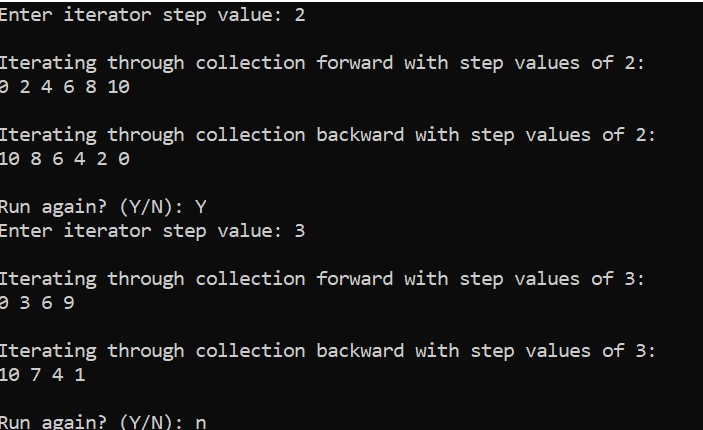 Enter iterator step value: 2
Iterating through collection forward with step values of 2:
0 2 4 6 8 10
Iterating through collection backward with step values of 2:
10 8 6 4 2 0
Run again? (Y/N): Y
Enter iterator step value: 3
Iterating through collection forward with step values of 3:
0 3 6 9
Iterating through collection backward with step values of 3:
10 7 4 1
Run again? (Y/N): n